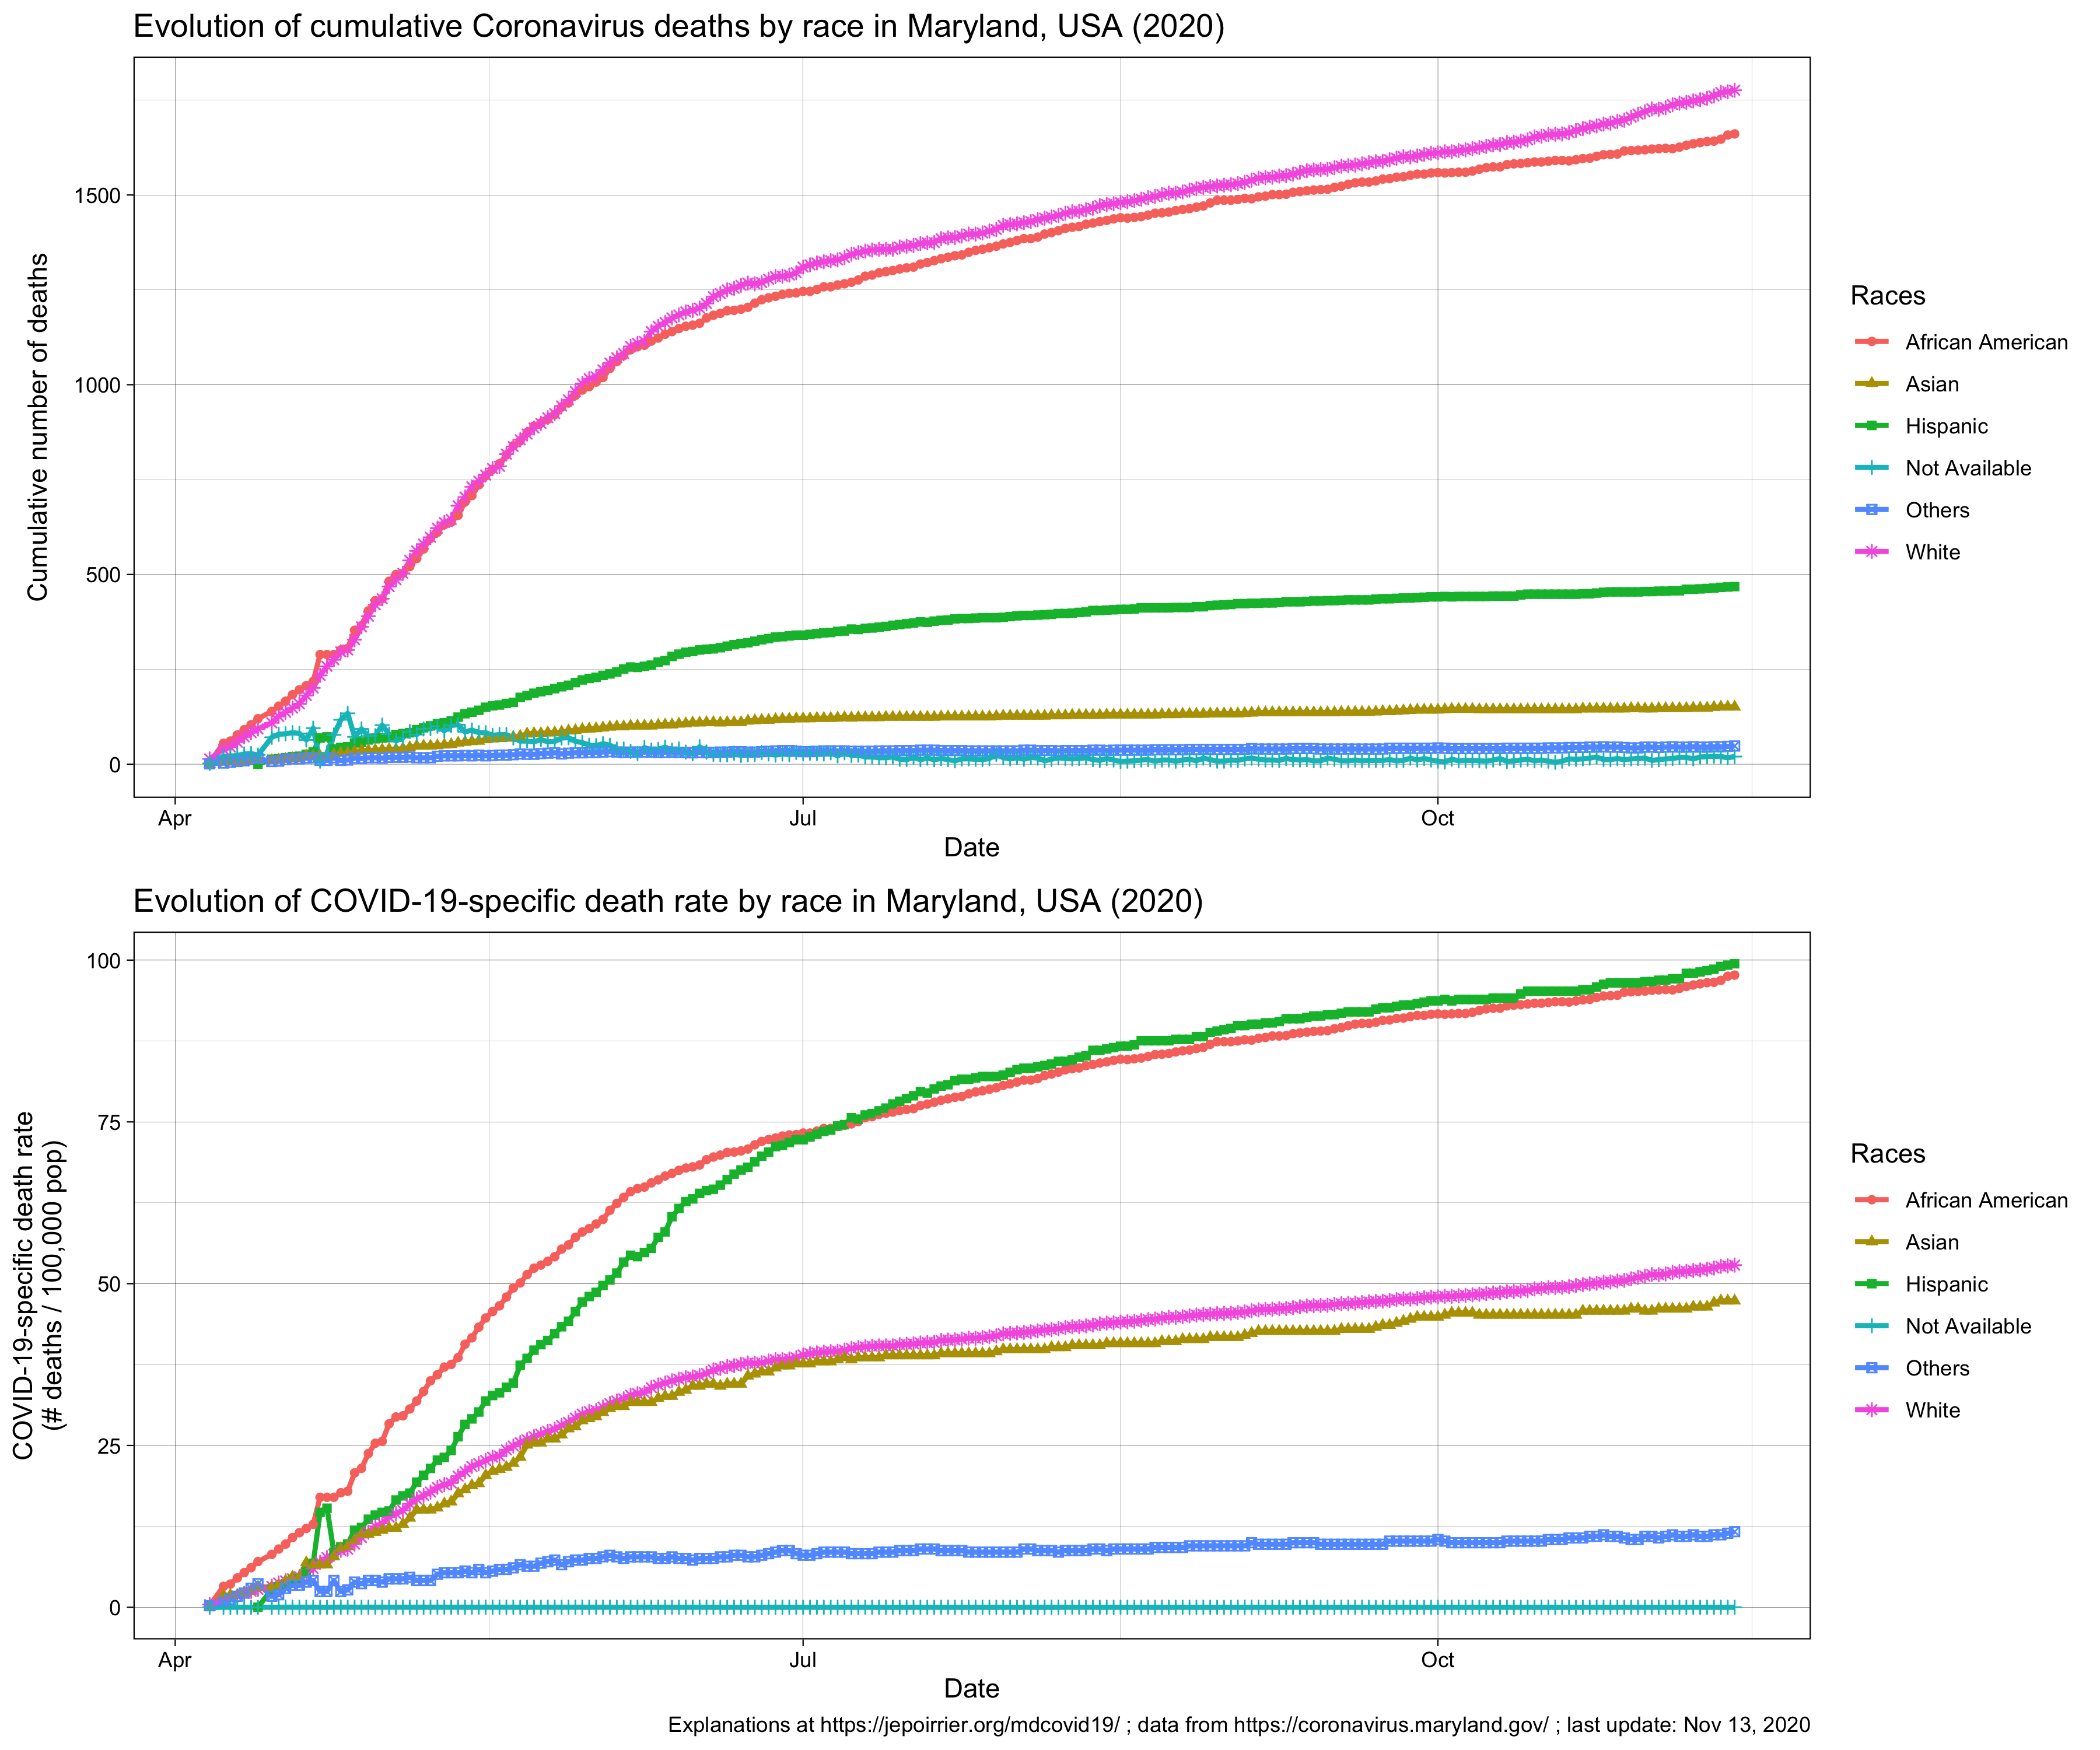 Evolution of cumulative Coronavirus deaths by race in Maryland, USA (2020)
Cumulative number of deaths
1500
1000
500
0
Apr
Jul
Oct
Date
Races
African American
Asian
Hispanic
Not Available
Others
White
Evolution of COVID-19-specific death rate by race in Maryland, USA (2020)
COVID-19-specific death rate
(# deaths / 100,000 pop)
100
75
50
25
0
Apr
Jul
Oct
Date
Races
African American
Asian
Hispanic
Not Available
Others
White
Explanations at https://jepoirrier.org/mdcovid19/ ; data from https://coronavirus.maryland.gov/ ; last update: Nov 13, 2020